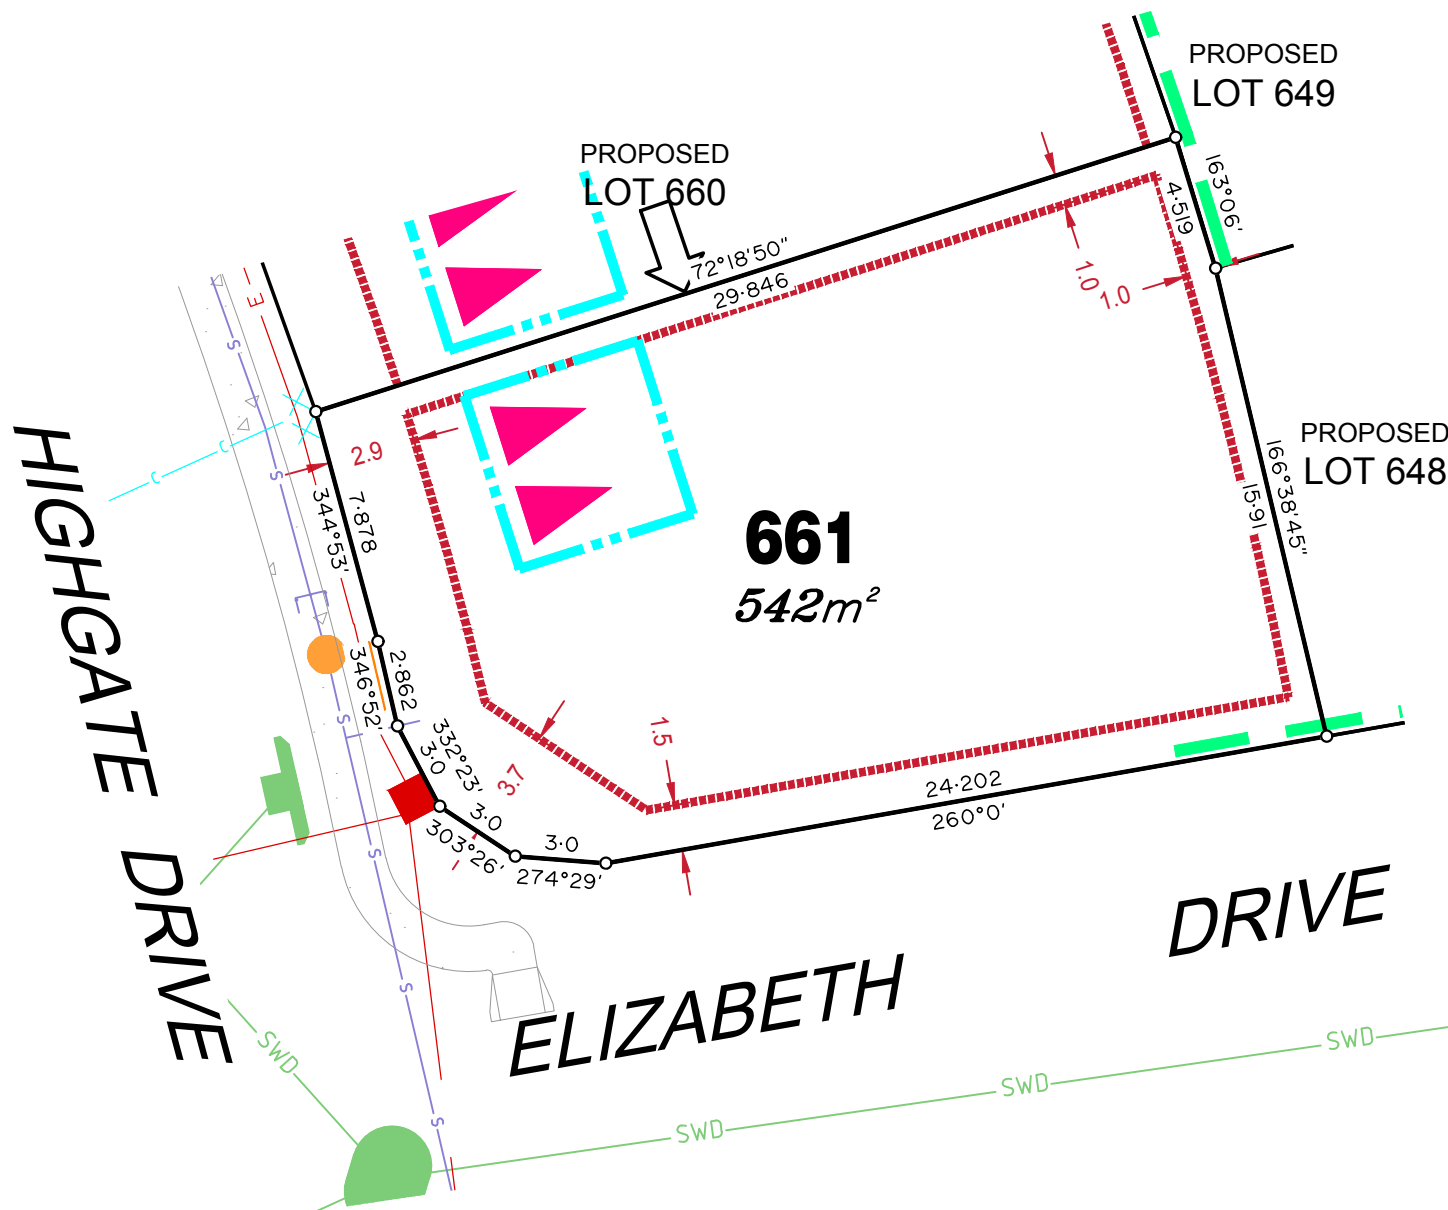 PROPOSED
LOT 649
PROPOSED
LOT 660
163°06'
4·519
72°18'50"
29·846
1.0
1.0
E
S
C
C
S
2.9
344°53'
7·878
PROPOSED
LOT 648
166°38'45"
15·91
661
542m²
HIGHGATE DRIVE
346°52'
2·862
S
332°23'
3·0
3.7
1.5
24·202
260°0'
3·0
303°26'
3·0
274°29'
S
S
ELIZABETH DRIVE
SWD
SWD
SWD
SWD
S